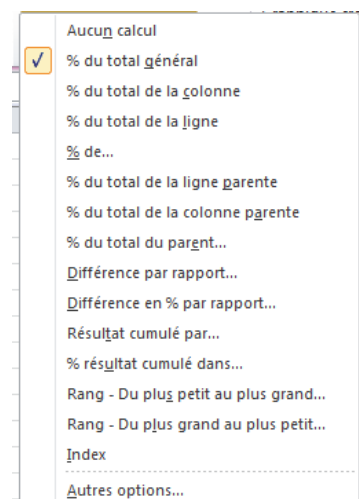 Aucun calcul
% du total général
% du total de la colonne
% du total de la ligne
% de...
% du total de la ligne parente
% du total de la colonne parente
% du total du parent...
Différence par rapport...
Différence en % par rapport...
Résultat cumulé par...
% résultat cumulé dans...
Rang - Du plus petit au plus grand...
Rang - Du plus grand au plus petit...
Index
Autres options...